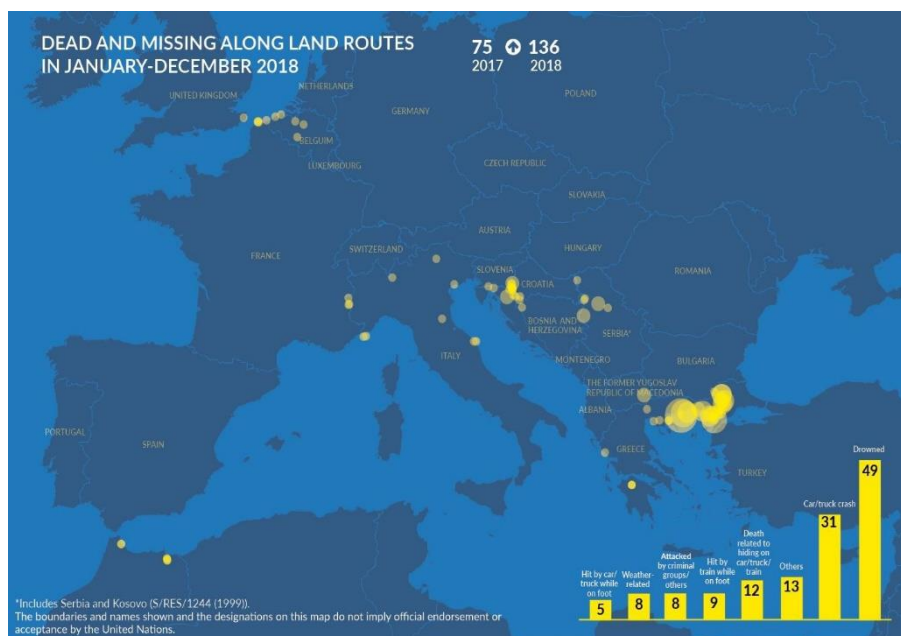 DEAD AND MISSING ALONG LAND ROUTES
IN JANUARY-DECEMBER 2018
75 136
2017 2018
NETHERLANDS
UNITED KINGDOM
POLAND
GERMANY
BELGUIM
LUXEMBOURG
CZECH REPUBLIC
SLOVAKIA
AUSTRIA
SWITZERLAND
HUNGARY
FRANCE
SLOVENIA
ROMANIA
CROATIA
BOSNIA AND
HERZEGOVINA
SERBIA*
ITALY
MONTENEGRO
BULGARIA
THE FORMER YUGOSLAV
REPUBLIC OF MACEDONIA
ALBANIA
PORTUGAL
SPAIN
GREECE
TURKEY
Drowned
49
Car/truck crash
31
Death
related to
hiding on
car/truck/
train
12
Others
13
Attacked
by criminal
groups/
others
8
Hit by
train while
on foot
9
Hit by car/
truck while
on foot
5
Weather-
related
8
*Includes Serbia and Kosovo (S/RES/1244 (1999)).
The boundaries and names shown and the designations on this map do not imply official endorsement or
acceptance by the United Nations.